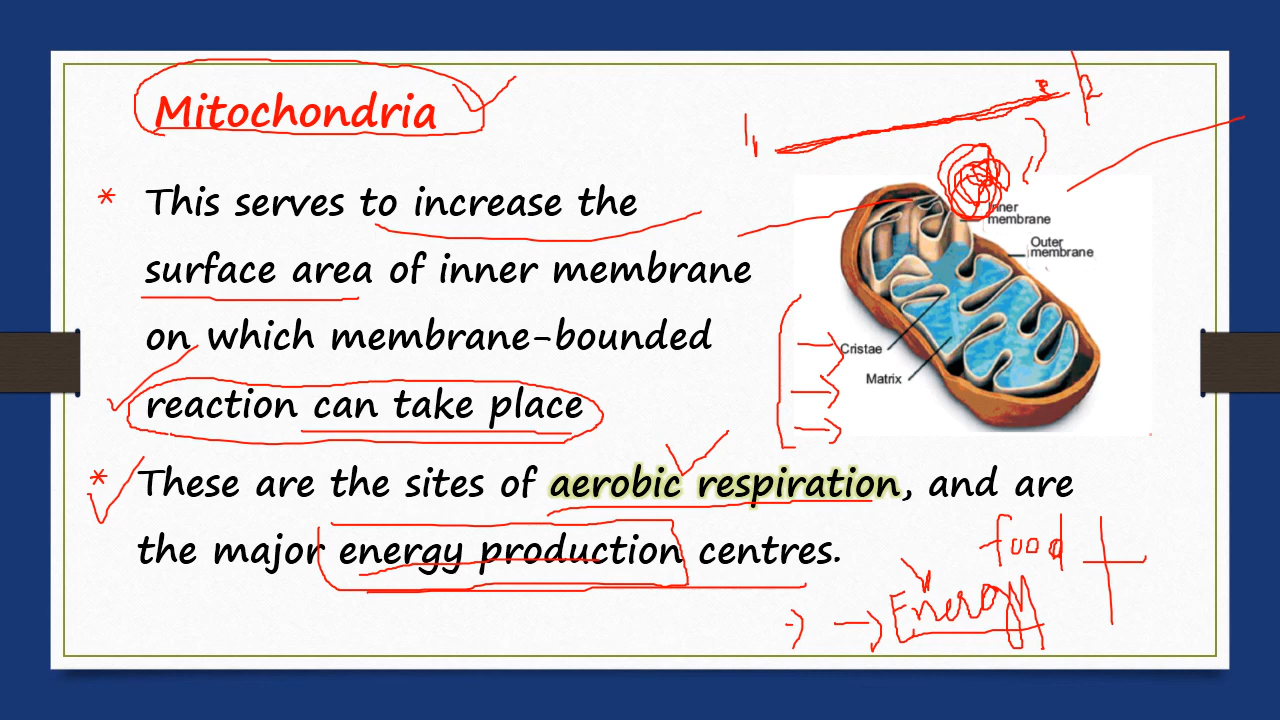 Mitochondria
* This serves to increase the
surface area of inner membrane
on which membrane-bounded
reaction can take place
* These are the sites of aerobic respiration, and are
the major energy production centres.
Inner
membrane
Outer
membrane
Cristae
Matrix
food
Energy